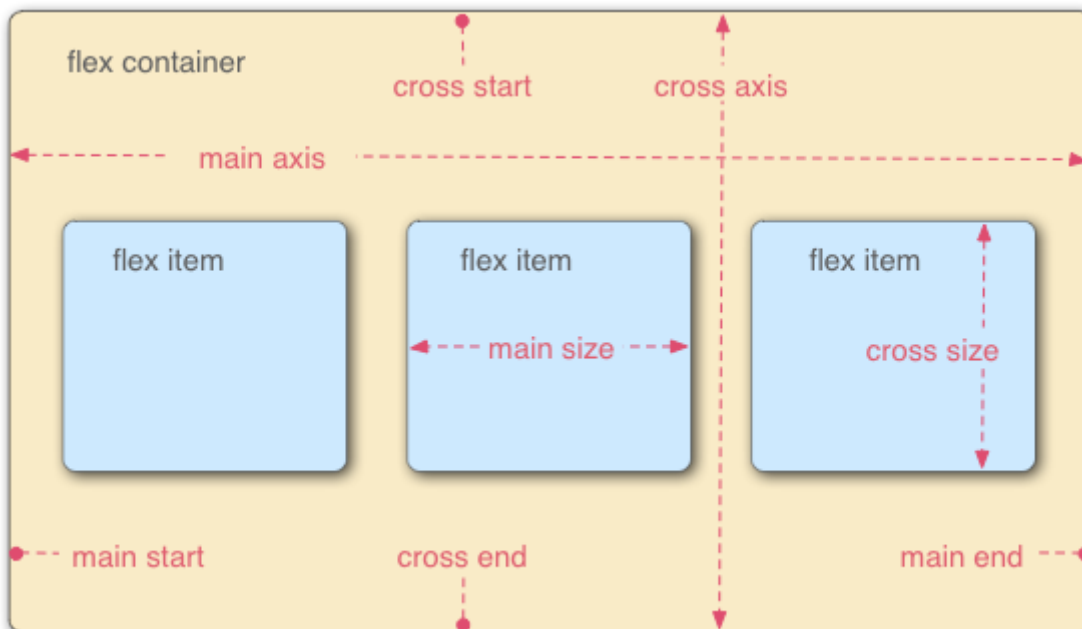 flex container
cross start
cross axis
main axis
flex item
flex item
flex item
main size
cross size
main start
cross end
main end